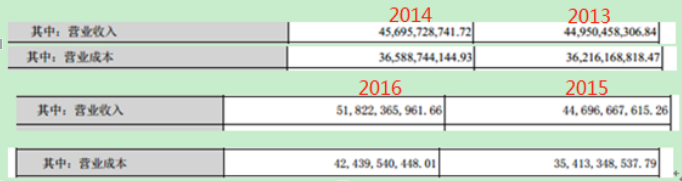 2014 2013
其中：营业收入 45,695,728,741.72 44,950,458,306.84
其中：营业成本 36,588,744,144.93 36,216,168,818.47
2016 2015
其中：营业收入 51,822,365,961.66 44,696,667,615.26
其中：营业成本 42,439,540,448.01 35,413,348,537.79